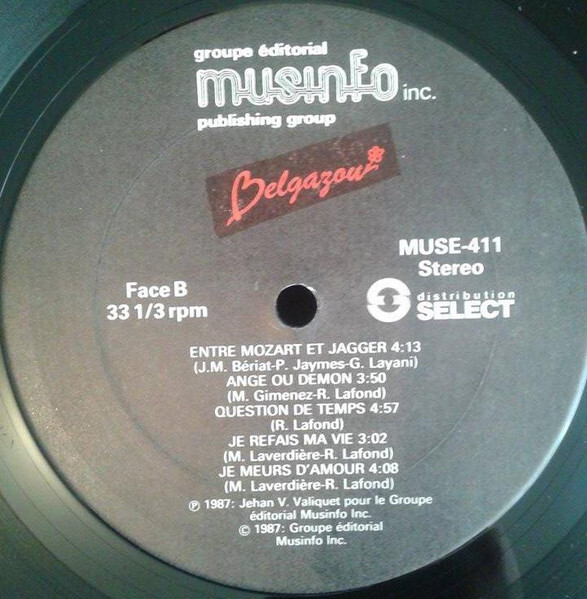 groupe éditorial
musinfo inc.
publishing group
Belgazou
MUSE-411
Stereo
Face B
33 1/3 rpm
distribution
SELECT
ENTRE MOZART ET JAGGER 4:13
(J.M. Bériat-P. Jaymes-G. Layani)
ANGE OU DEMON 3:50
(M. Gimenez-R. Lafond)
QUESTION DE TEMPS 4:57
(R. Lafond)
JE REFAIS MA VIE 3:02
(M. Laverdière-R. Lafond)
JE MEURS D'AMOUR 4:08
(M. Laverdière-R. Lafond)
℗ 1987: Jehan V. Valiquet pour le Groupe
éditorial Musinfo Inc.
© 1987: Groupe éditorial
Musinfo Inc.